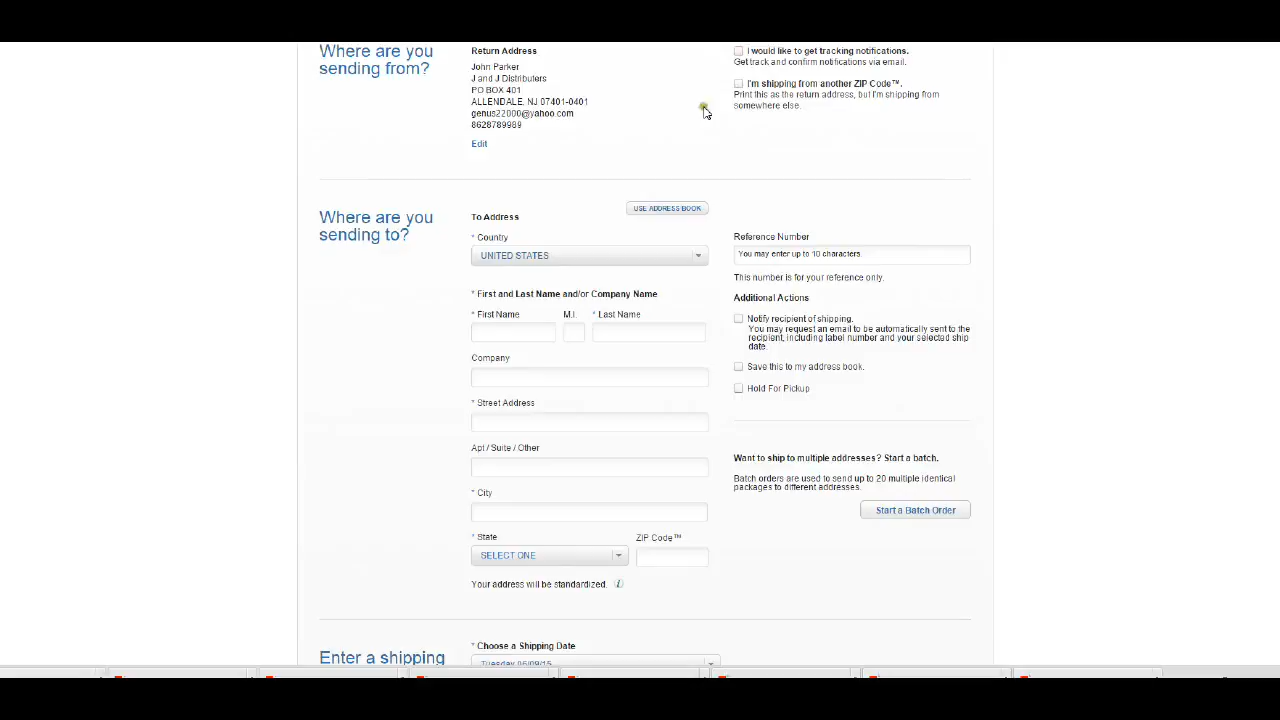 Where are you
sending from?
Return Address
John Parker
J and J Distributers
PO BOX 401
ALLENDALE, NJ 07401-0401
genus22000@yahoo.com
8628789989
Edit
I would like to get tracking notifications.
Get track and confirm notifications via email.
I'm shipping from another ZIP Code™.
Print this as the return address, but I'm shipping from
somewhere else.
Where are you
sending to?
To Address
USE ADDRESS BOOK
* Country
UNITED STATES
* First and Last Name and/or Company Name
* First Name
M.I.
* Last Name
Company
* Street Address
Apt / Suite / Other
* City
* State
SELECT ONE
ZIP Code™
Your address will be standardized. i
Reference Number
You may enter up to 10 characters.
This number is for your reference only.
Additional Actions
Notify recipient of shipping.
You may request an email to be automatically sent to the
recipient, including label number and your selected ship
date.
Save this to my address book.
Hold For Pickup
Want to ship to multiple addresses? Start a batch.
Batch orders are used to send up to 20 multiple identical
packages to different addresses.
Start a Batch Order
Enter a shipping
* Choose a Shipping Date
Tuesday 06/09/15